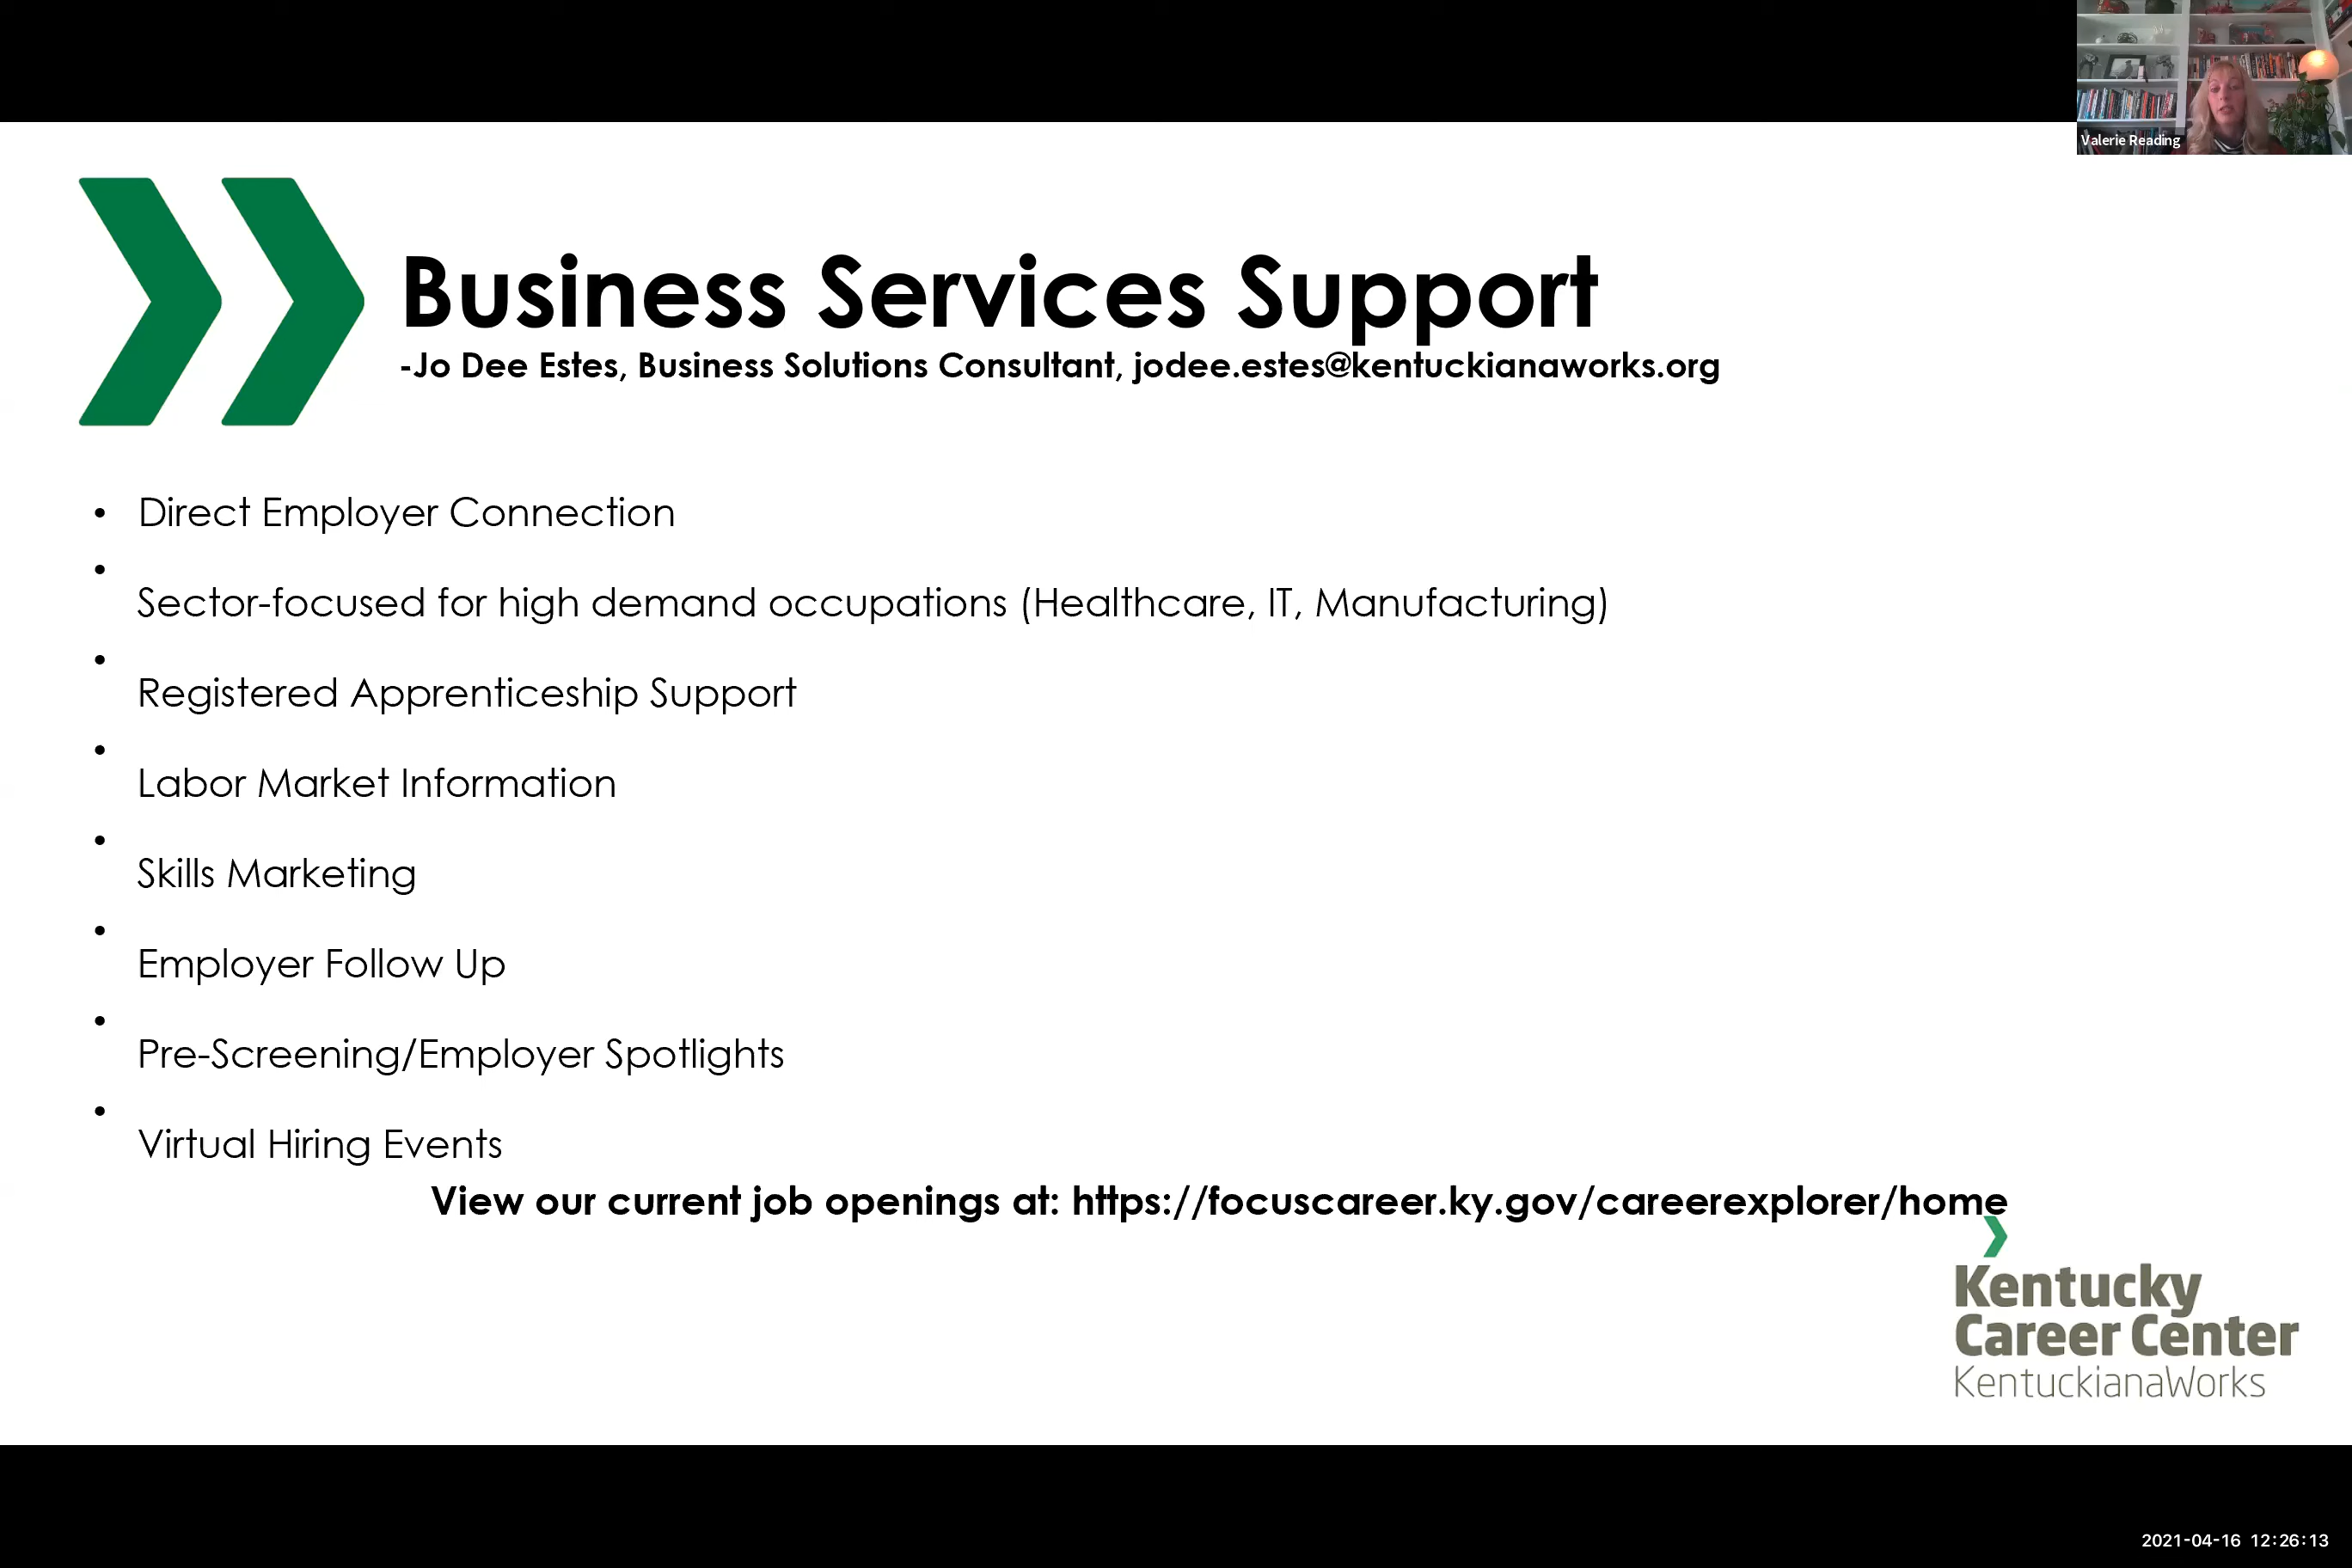 Valerie Reading
Business Services Support
-Jo Dee Estes, Business Solutions Consultant, jodee.estes@kentuckianaworks.org
• Direct Employer Connection
• Sector-focused for high demand occupations (Healthcare, IT, Manufacturing)
• Registered Apprenticeship Support
• Labor Market Information
• Skills Marketing
• Employer Follow Up
• Pre-Screening/Employer Spotlights
• Virtual Hiring Events
View our current job openings at: https://focuscareer.ky.gov/careerexplorer/home
Kentucky
Career Center
KentuckianaWorks
2021-04-16 12:26:13